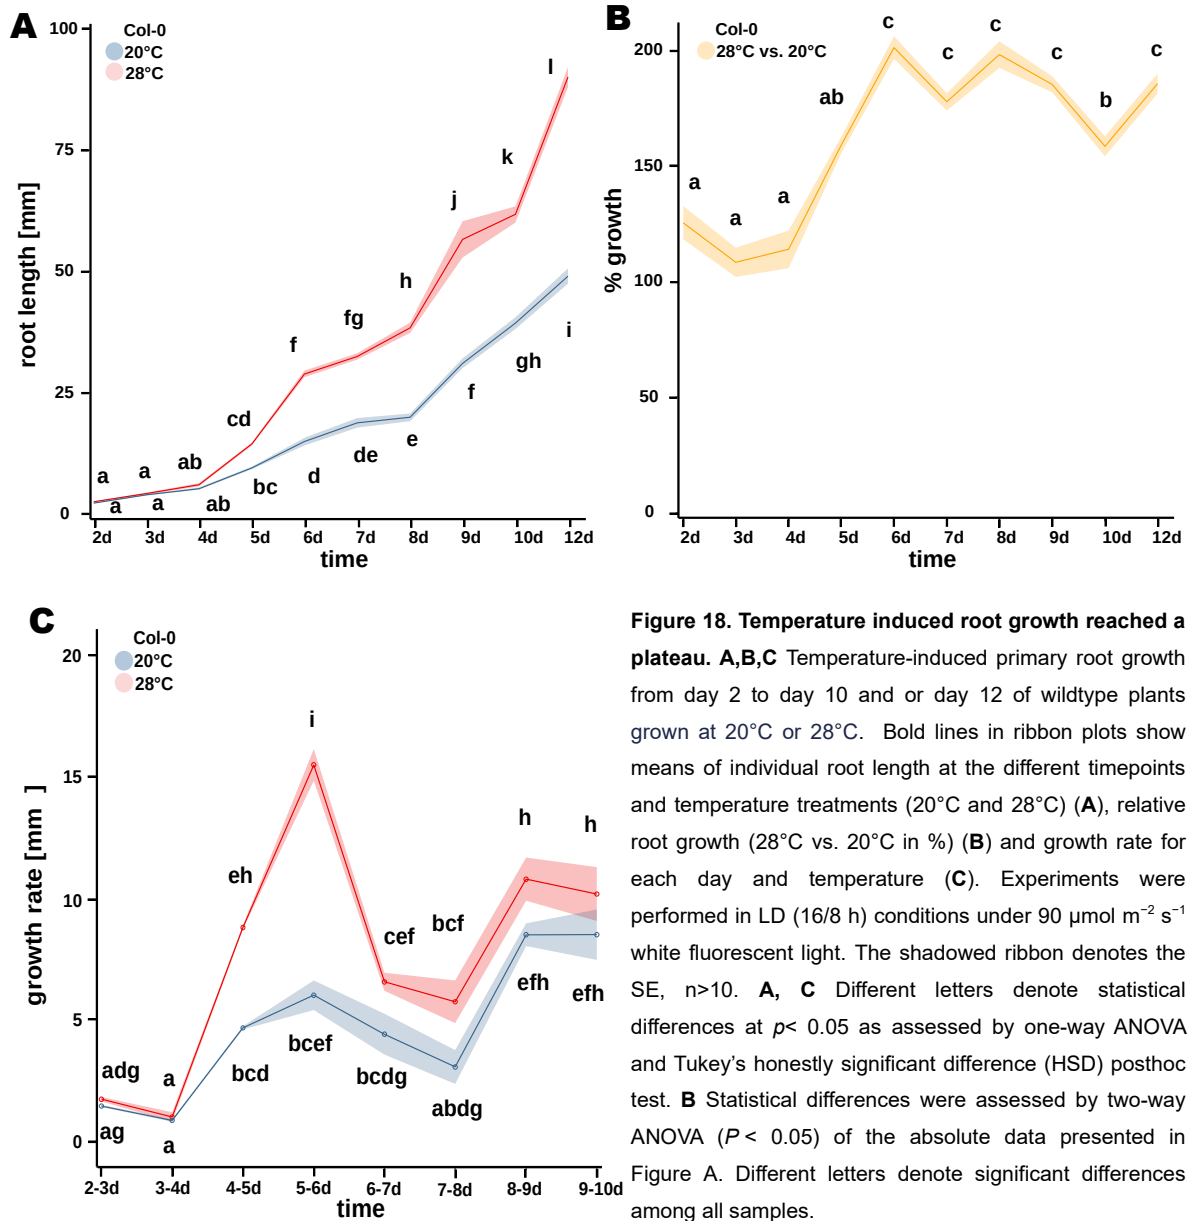 A
Col-0
20°C
28°C
100
75
50
25
0
root length [mm]
a
a
ab
cd
f
fg
h
j
k
l
a
a
ab
bc
d
de
e
f
gh
i
2d 3d 4d 5d 6d 7d 8d 9d 10d 12d
time
B
Col-0
28°C vs. 20°C
200
150
100
50
0
% growth
a
a
a
ab
c
c
c
c
b
c
2d 3d 4d 5d 6d 7d 8d 9d 10d 12d
time
C
Col-0
20°C
28°C
20
15
10
5
0
growth rate [mm ]
adg
a
eh
i
cef
bcf
h
h
ag
a
bcd
bcef
bcdg
abdg
efh
efh
2-3d 3-4d 4-5d 5-6d 6-7d 7-8d 8-9d 9-10d
time
Figure 18. Temperature induced root growth reached a
plateau. A,B,C Temperature-induced primary root growth
from day 2 to day 10 and or day 12 of wildtype plants
grown at 20°C or 28°C. Bold lines in ribbon plots show
means of individual root length at the different timepoints
and temperature treatments (20°C and 28°C) (A), relative
root growth (28°C vs. 20°C in %) (B) and growth rate for
each day and temperature (C). Experiments were
performed in LD (16/8 h) conditions under 90 μmol m⁻² s⁻¹
white fluorescent light. The shadowed ribbon denotes the
SE, n>10. A, C Different letters denote statistical
differences at p< 0.05 as assessed by one-way ANOVA
and Tukey's honestly significant difference (HSD) posthoc
test. B Statistical differences were assessed by two-way
ANOVA (P < 0.05) of the absolute data presented in
Figure A. Different letters denote significant differences
among all samples.